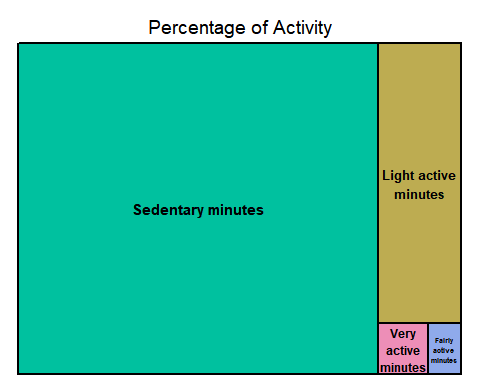 Percentage of Activity
Sedentary minutes
Light active
minutes
Very
active
minutes
Fairly
active
minutes